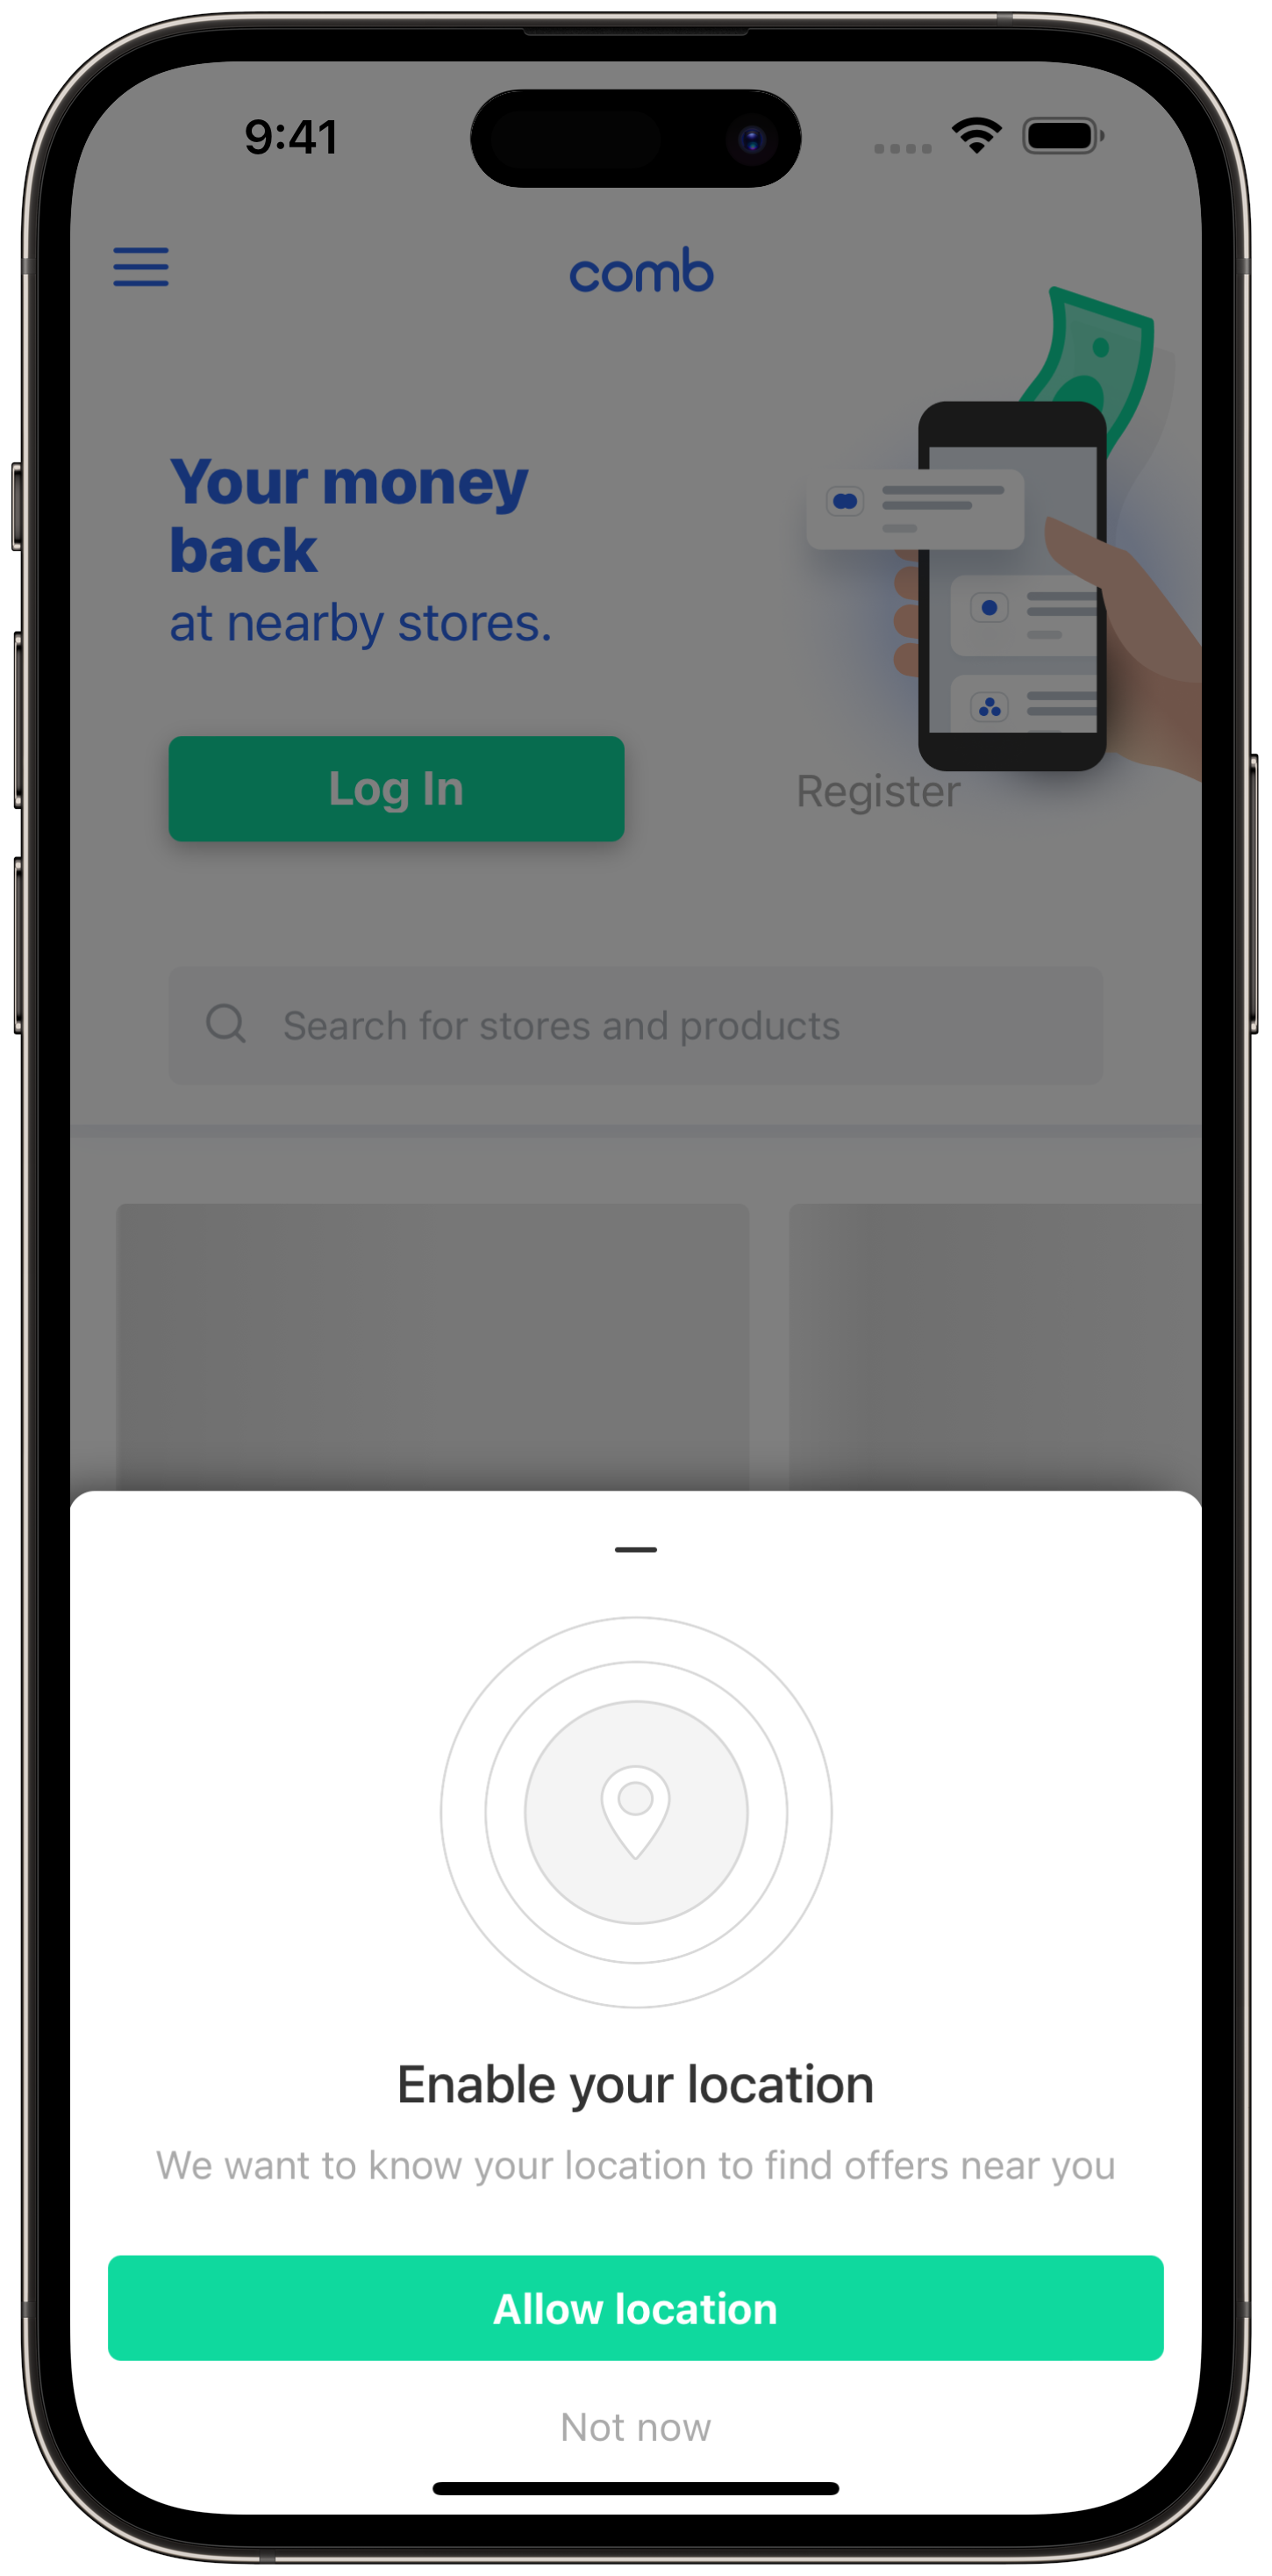 9:41
comb
Your money
back
at nearby stores.
Log In
Register
Search for stores and products
Enable your location
We want to know your location to find offers near you
Allow location
Not now